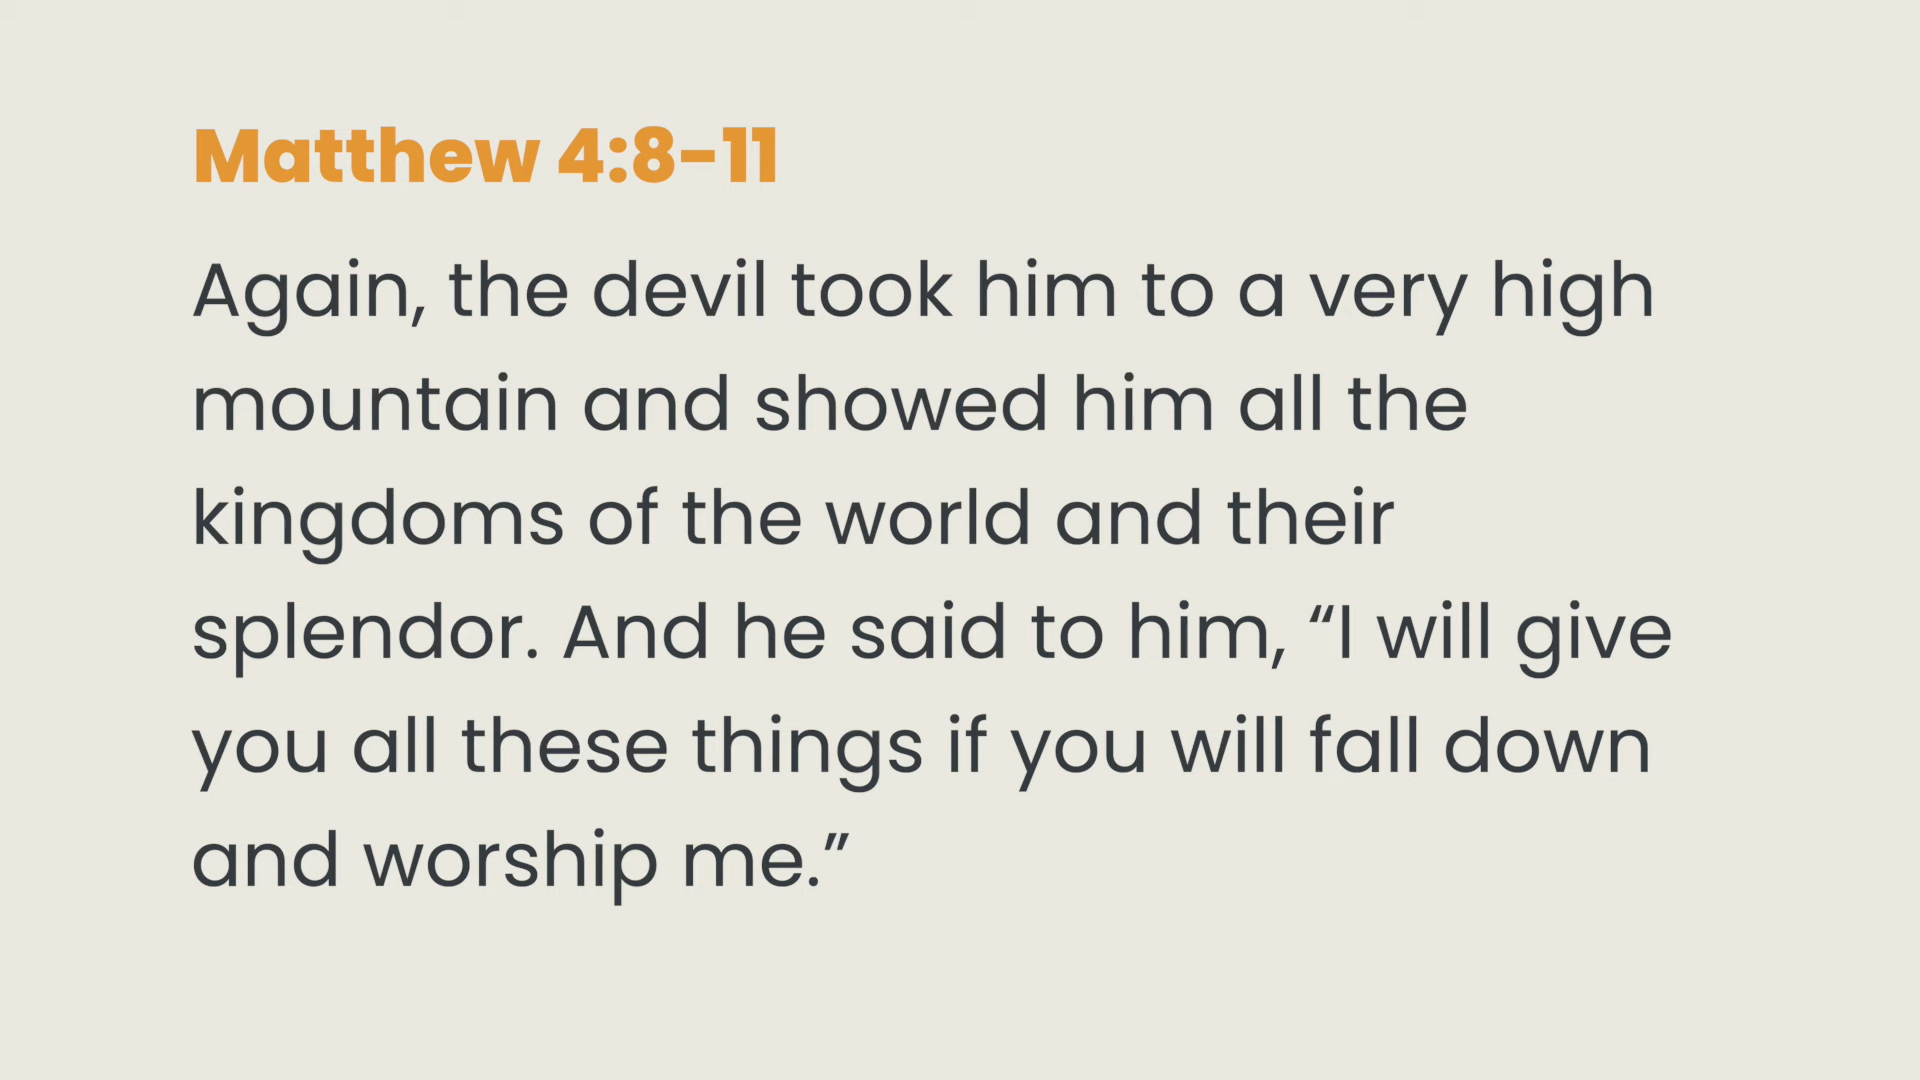 Matthew 4:8-11
Again, the devil took him to a very high
mountain and showed him all the
kingdoms of the world and their
splendor. And he said to him, “I will give
you all these things if you will fall down
and worship me.”